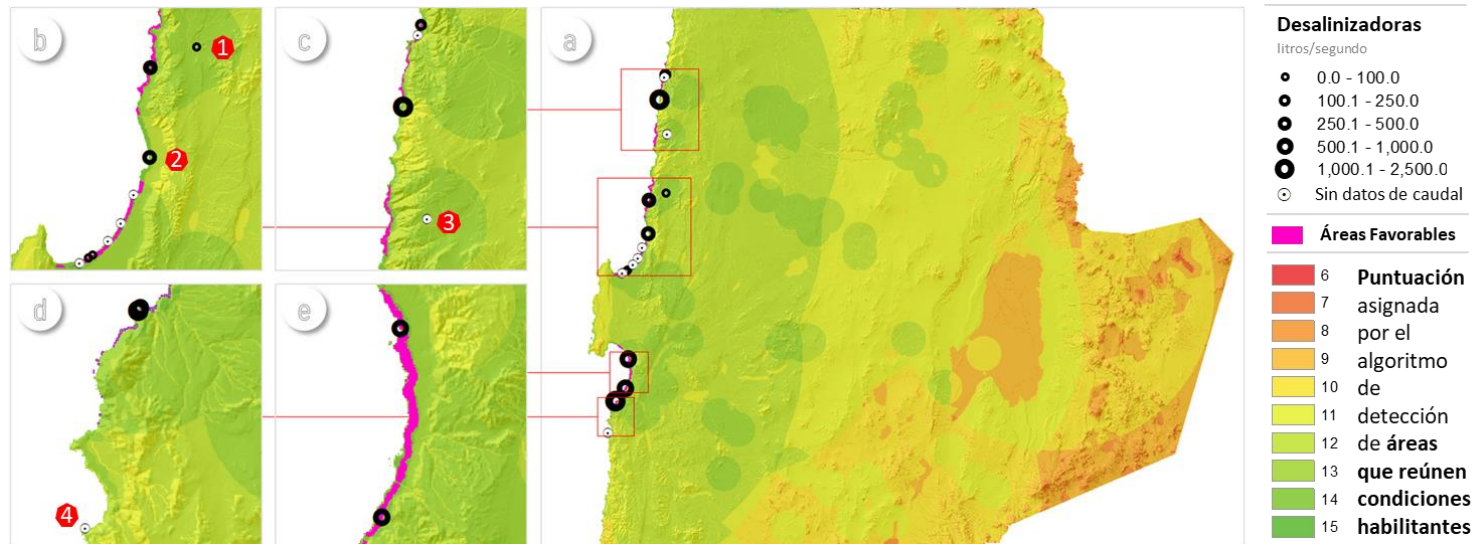 b
1
2
c
3
a
d
4
e
Desalinizadoras
litros/segundo
0.0 - 100.0
100.1 - 250.0
250.1 - 500.0
500.1 - 1,000.0
1,000.1 - 2,500.0
Sin datos de caudal
Áreas Favorables
6 Puntuación
7 asignada
8 por el
9 algoritmo
10 de
11 detección
12 de áreas
13 que reúnen
14 condiciones
15 habilitantes